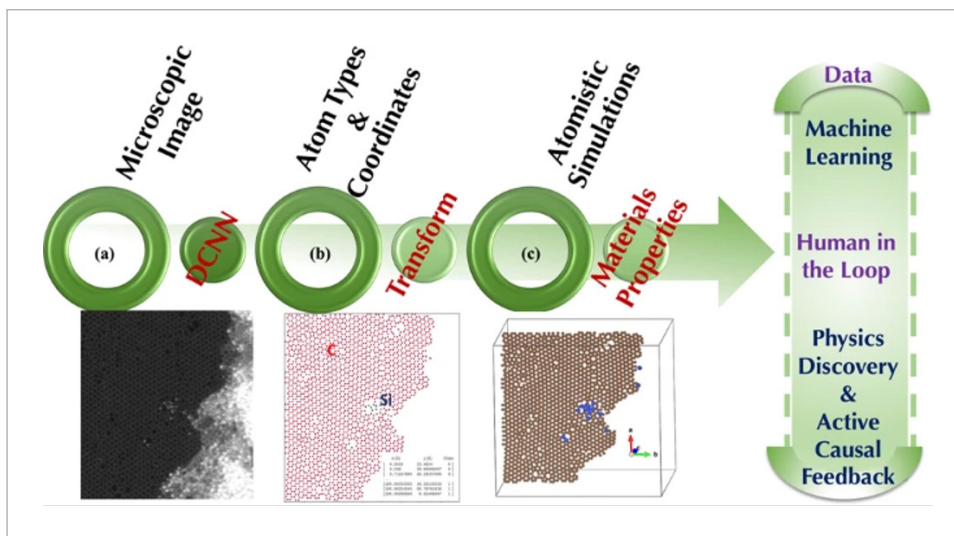 Microscopic
Image
Atom Types
&
Coordinates
Atomistic
Simulations
(a)
DCNN
(b)
Transform
(c)
Materials
Properties
C
Si
a
b
Data
Machine
Learning
Human in
the Loop
Physics
Discovery
&
Active
Causal
Feedback